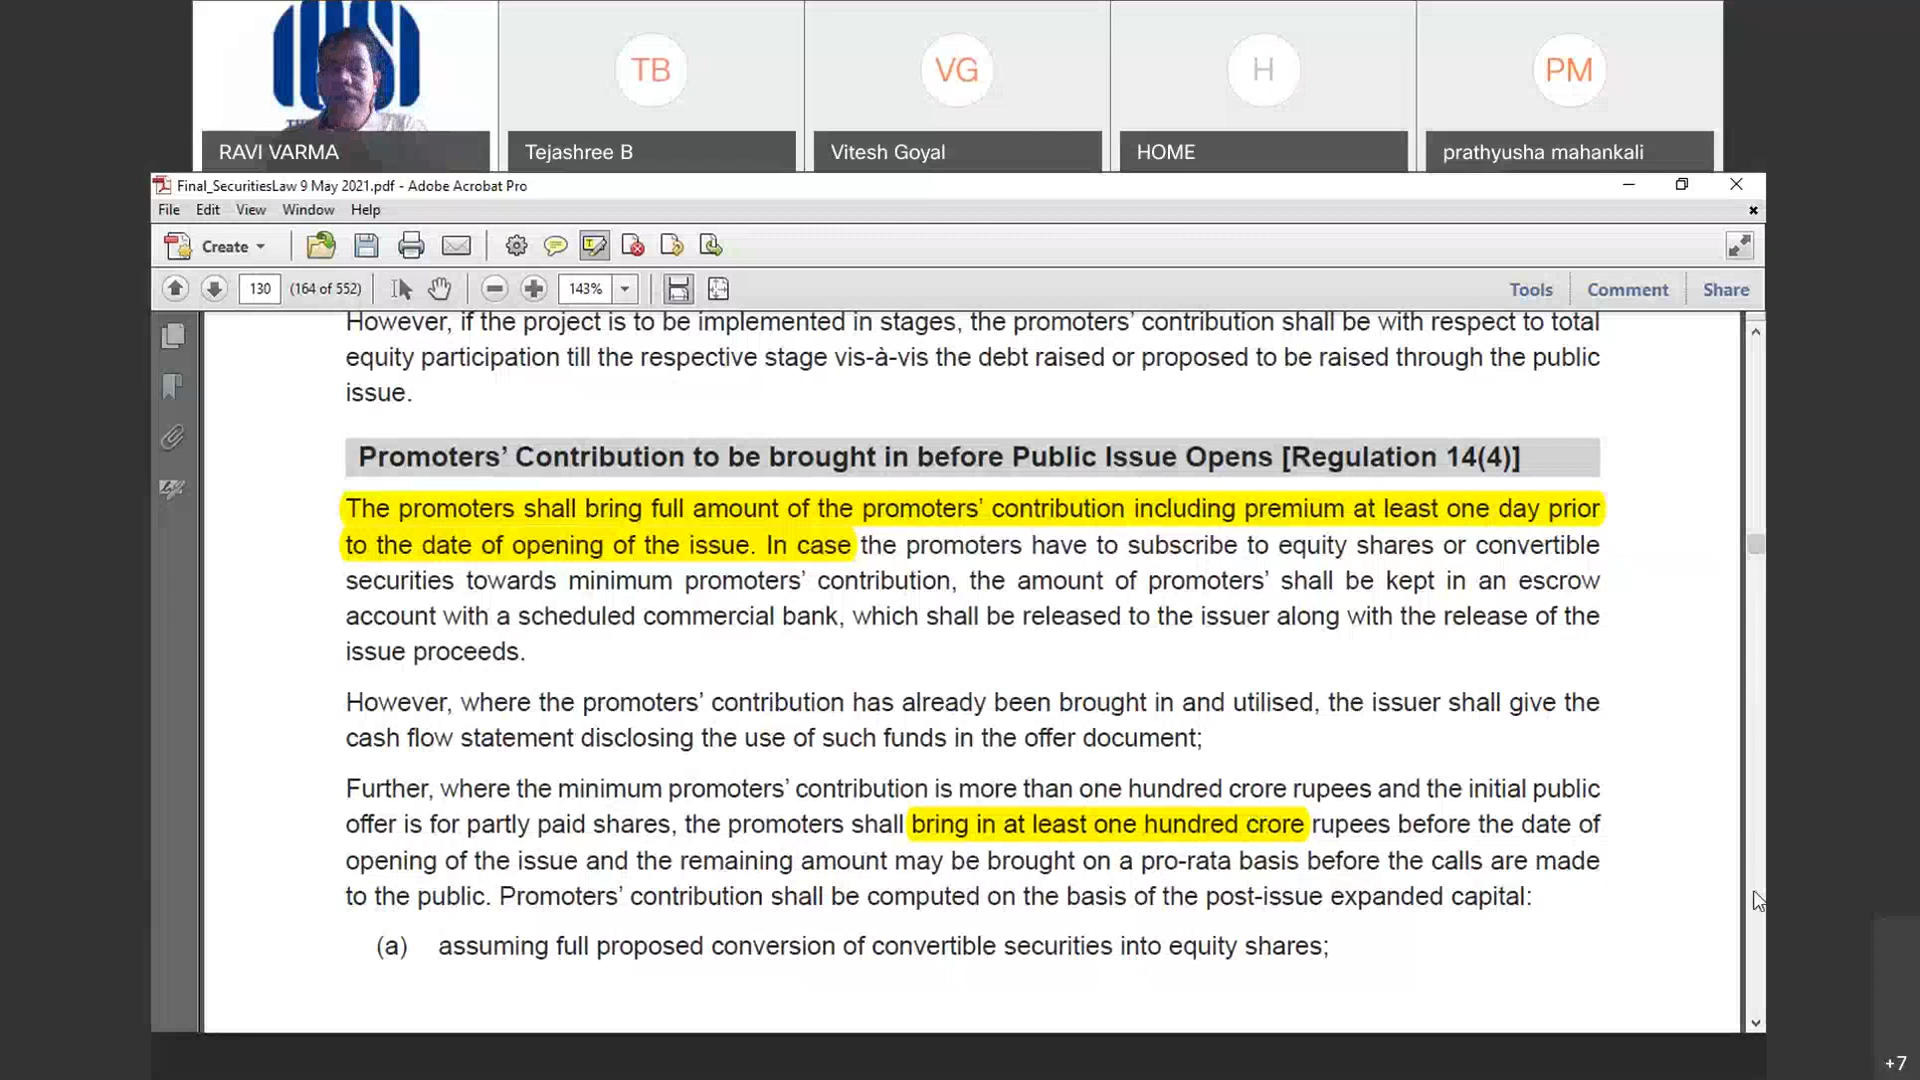 TB
VG
H
PM
RAVI VARMA
Tejashree B
Vitesh Goyal
HOME
prathyusha mahankali
Final_SecuritiesLaw 9 May 2021.pdf - Adobe Acrobat Pro
File Edit View Window Help
Create
130 (164 of 552) 143% Tools Comment Share
However, if the project is to be implemented in stages, the promoters’ contribution shall be with respect to total
equity participation till the respective stage vis-à-vis the debt raised or proposed to be raised through the public
issue.
Promoters’ Contribution to be brought in before Public Issue Opens [Regulation 14(4)]
The promoters shall bring full amount of the promoters’ contribution including premium at least one day prior
to the date of opening of the issue. In case the promoters have to subscribe to equity shares or convertible
securities towards minimum promoters’ contribution, the amount of promoters’ shall be kept in an escrow
account with a scheduled commercial bank, which shall be released to the issuer along with the release of the
issue proceeds.
However, where the promoters’ contribution has already been brought in and utilised, the issuer shall give the
cash flow statement disclosing the use of such funds in the offer document;
Further, where the minimum promoters’ contribution is more than one hundred crore rupees and the initial public
offer is for partly paid shares, the promoters shall bring in at least one hundred crore rupees before the date of
opening of the issue and the remaining amount may be brought on a pro-rata basis before the calls are made
to the public. Promoters’ contribution shall be computed on the basis of the post-issue expanded capital:
(a) assuming full proposed conversion of convertible securities into equity shares;
+7